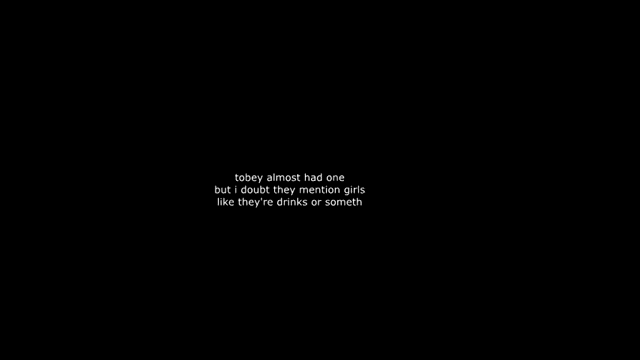 tobey almost had one
but i doubt they mention girls
like they're drinks or someth